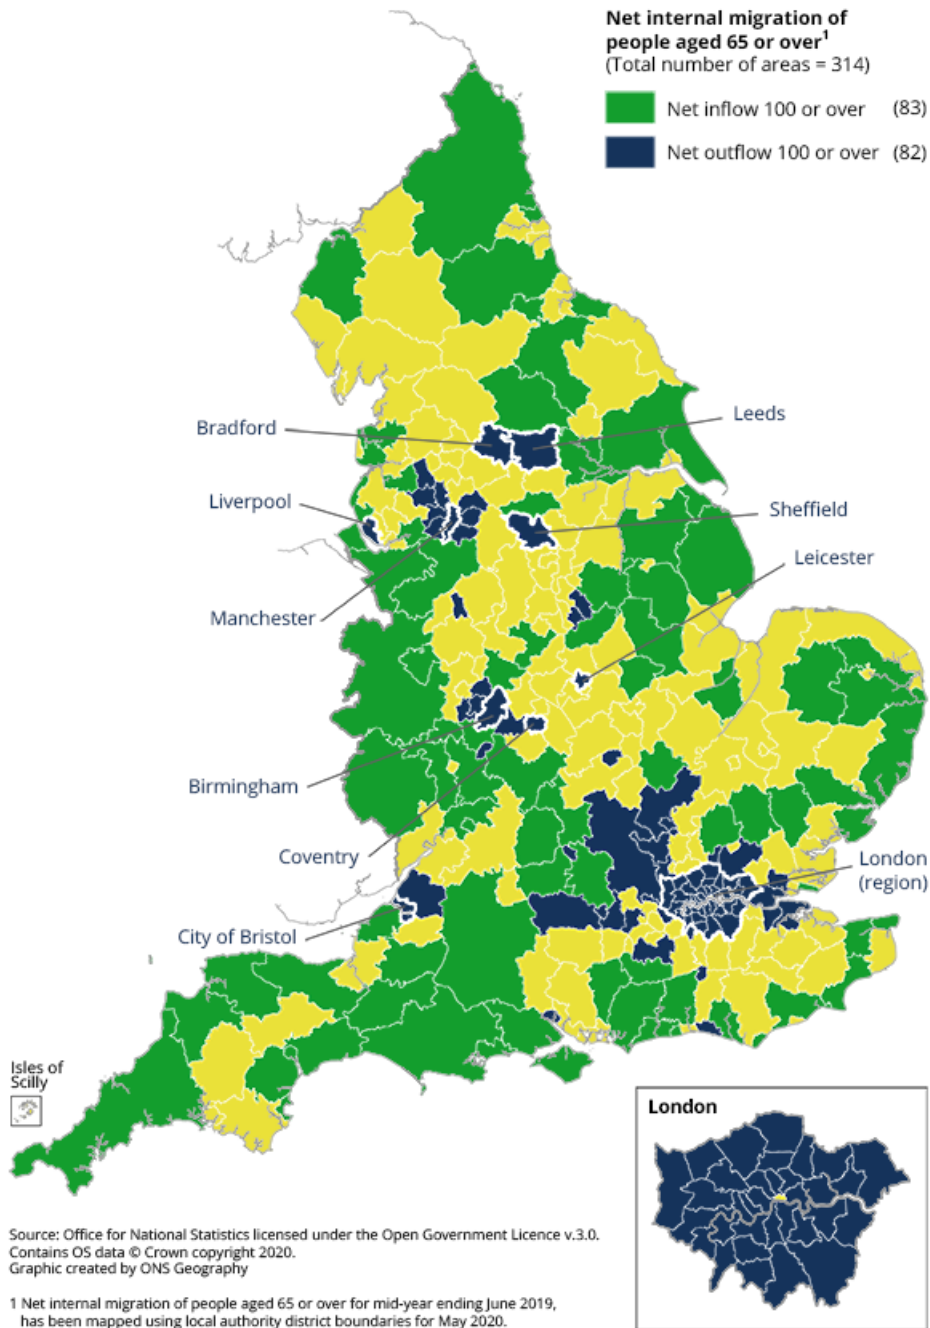 Net internal migration of
people aged 65 or over1
(Total number of areas = 314)
Net inflow 100 or over (83)
Net outflow 100 or over (82)
Bradford
Leeds
Liverpool
Sheffield
Leicester
Manchester
Birmingham
Coventry
London
(region)
City of Bristol
Isles of
Scilly
London
Source: Office for National Statistics licensed under the Open Government Licence v.3.0.
Contains OS data © Crown copyright 2020.
Graphic created by ONS Geography
1 Net internal migration of people aged 65 or over for mid-year ending June 2019,
has been mapped using local authority district boundaries for May 2020.